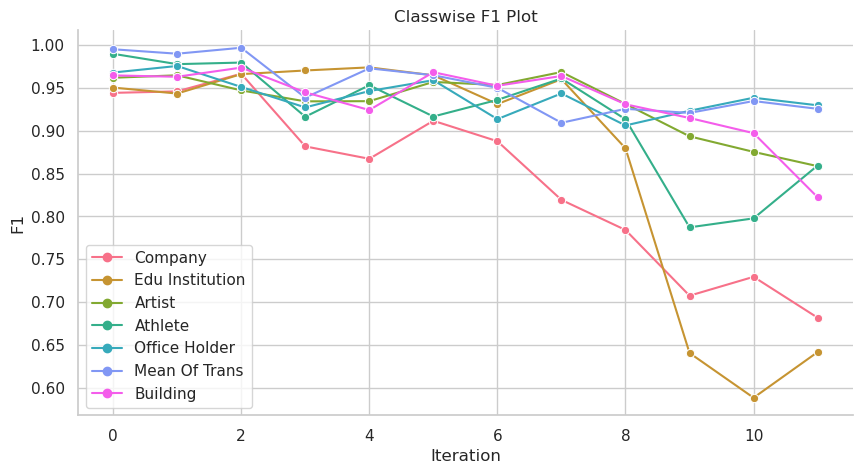 Classwise F1 Plot
1.00
0.95
0.90
0.85
0.80
0.75
0.70
0.65
0.60
F1
Company
Edu Institution
Artist
Athlete
Office Holder
Mean Of Trans
Building
0 2 4 6 8 10
Iteration